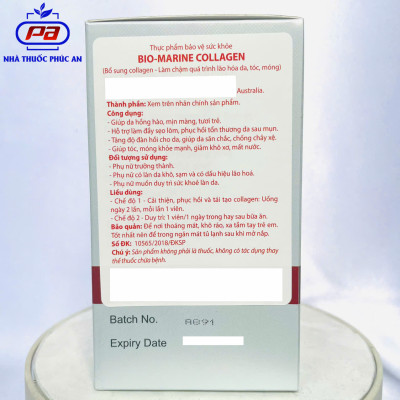 PA
NHÀ THUỐC PHÚC AN
Thực phẩm bảo vệ sức khỏe
BIO-MARINE COLLAGEN
(Bổ sung collagen - Làm chậm quá trình lão hóa da, tóc, móng)
Australia.
Thành phần: Xem trên nhãn chính sản phẩm.
Công dụng:
- Giúp da hồng hào, mịn màng, tươi trẻ.
- Hỗ trợ làm đầy sẹo lõm, phục hồi tổn thương da sau mụn.
- Tăng độ đàn hồi cho da, giúp da săn chắc, chống chảy xệ.
- Giúp tóc, móng khỏe mạnh, giảm khô xơ, mất nước.
Đối tượng sử dụng:
- Phụ nữ trưởng thành.
- Phụ nữ có làn da khô, sạm và có dấu hiệu lão hoá.
- Phụ nữ muốn duy trì sức khoẻ làn da.
Liều dùng:
- Chế độ 1 - Cải thiện, phục hồi và tái tạo collagen: Uống
ngày 2 lần, mỗi lần 1 viên.
- Chế độ 2 - Duy trì: 1 viên/1 ngày trong hay sau bữa ăn.
Bảo quản: Để nơi thoáng mát, khô ráo, xa tầm tay trẻ em.
Tốt nhất nên để trong ngăn mát tủ lạnh sau khi mở nắp.
Số ĐK: 10565/2018/ĐKSP
Chú ý: Sản phẩm không phải là thuốc, không có tác dụng thay
thế thuốc chữa bệnh.
Batch No. A891
Expiry Date